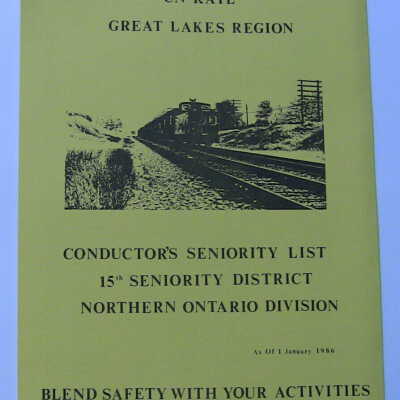 CN RAIL
GREAT LAKES REGION
CONDUCTOR'S SENIORITY LIST
15th SENIORITY DISTRICT
NORTHERN ONTARIO DIVISION
As Of 1 January 1986
BLEND SAFETY WITH YOUR ACTIVITIES